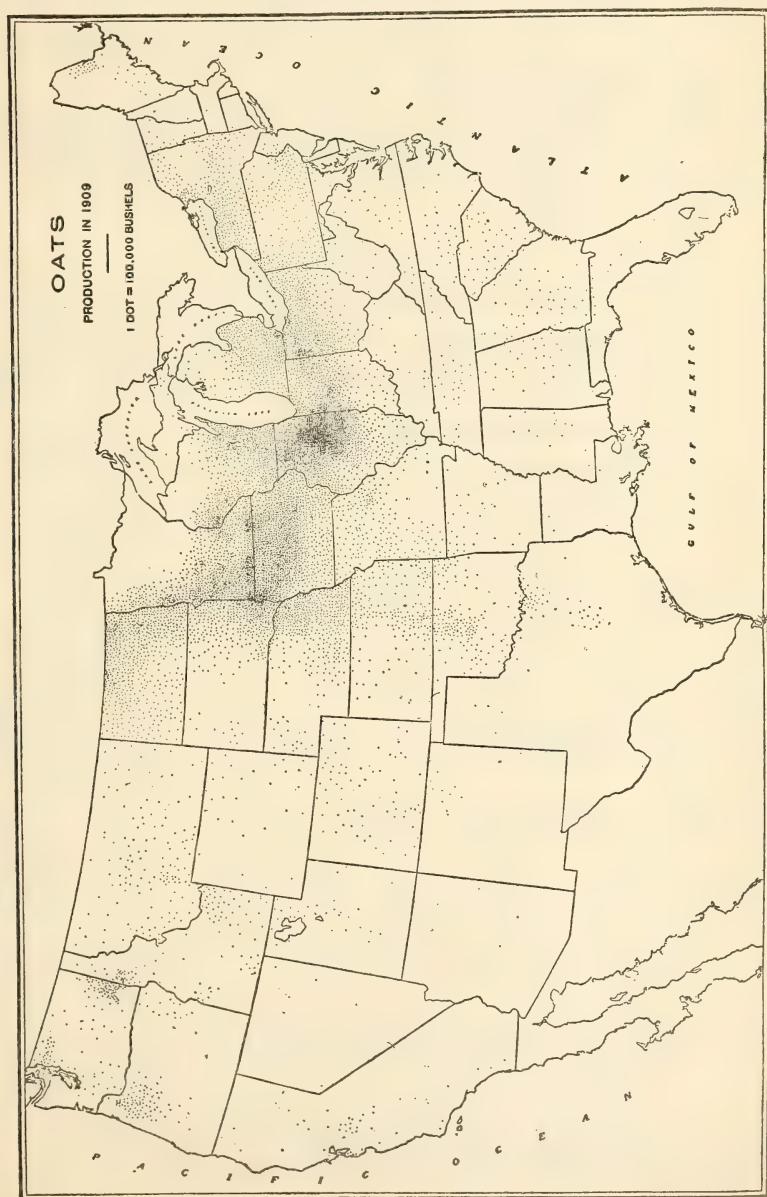 OATS
PRODUCTION IN 1909
1 DOT = 100,000 BUSHELS
ATLANTIC OCEAN
GULF OF MEXICO
PACIFIC OCEAN